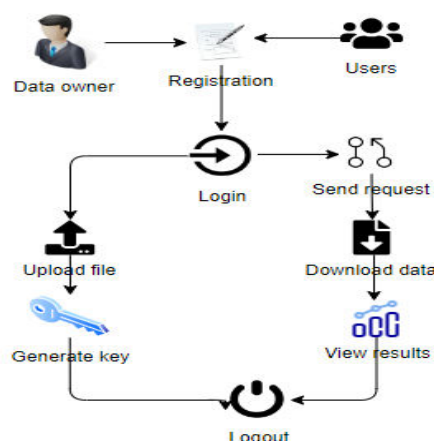 Data owner
Registration
Users
Login
Send request
Upload file
Download data
Generate key
View results
Logout